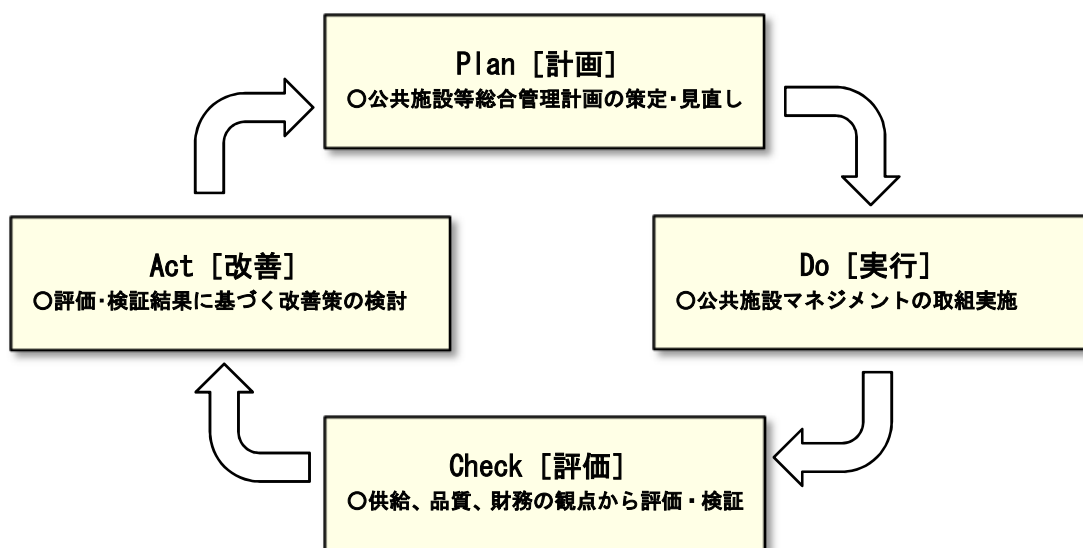 Plan [計画]
○公共施設等総合管理計画の策定・見直し
Do [実行]
○公共施設マネジメントの取組実施
Check [評価]
○供給、品質、財務の観点から評価・検証
Act [改善]
○評価・検証結果に基づく改善策の検討